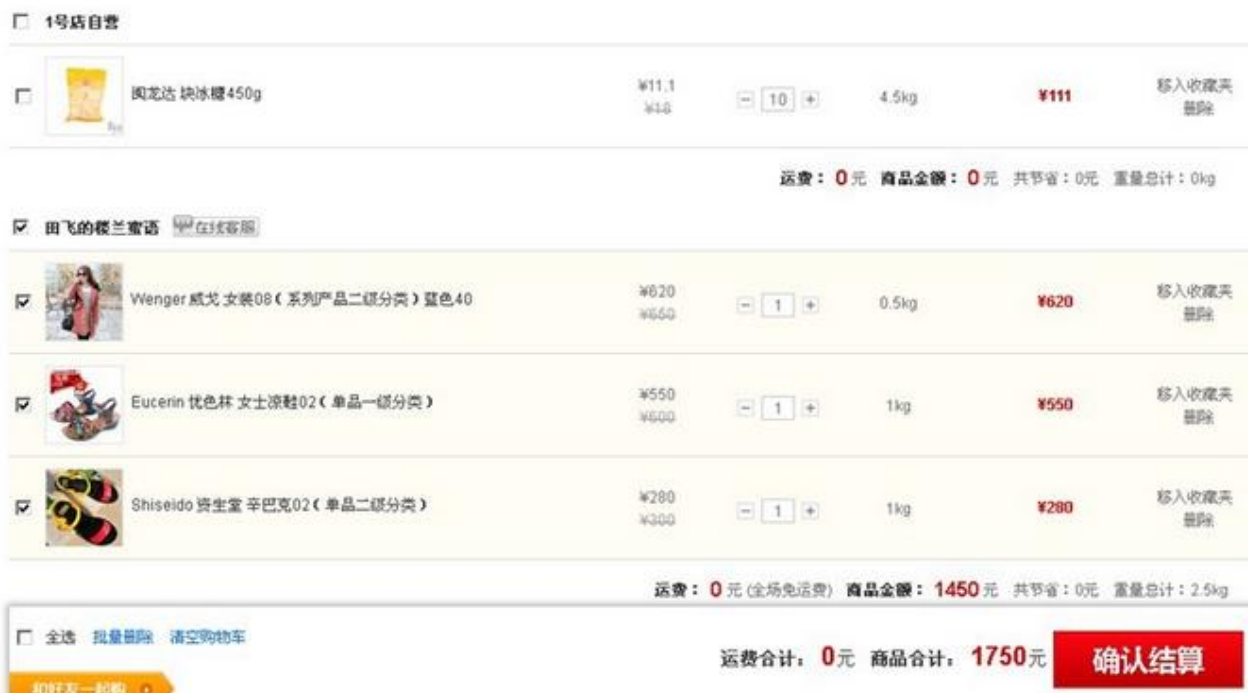 1号店自营
闽龙达 块冰糖450g
¥11.1
¥18
- 10 +
4.5kg
¥111
移入收藏夹
删除
运费：0元 商品金额：0元 共节省：0元 重量总计：0kg
田飞的楼兰蜜语 在线客服
Wenger 威戈 女装08（系列产品二级分类）蓝色40
¥620
¥650
- 1 +
0.5kg
¥620
移入收藏夹
删除
Eucerin 优色林 女士凉鞋02（单品一级分类）
¥550
¥600
- 1 +
1kg
¥550
移入收藏夹
删除
Shiseido 资生堂 辛巴克02（单品二级分类）
¥280
¥300
- 1 +
1kg
¥280
移入收藏夹
删除
运费：0元 (全场免运费) 商品金额：1450元 共节省：0元 重量总计：2.5kg
全选 批量删除 清空购物车
运费合计：0元 商品合计：1750元 确认结算
和好友一起购